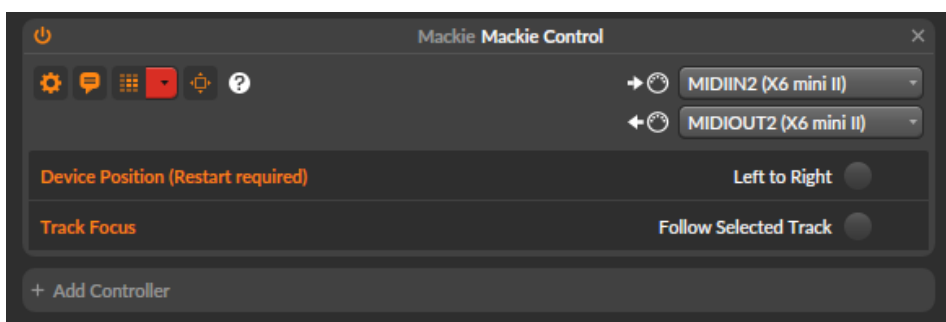 Mackie Mackie Control
MIDIIN2 (X6 mini II)
MIDIOUT2 (X6 mini II)
Device Position (Restart required) Left to Right
Track Focus Follow Selected Track
+ Add Controller